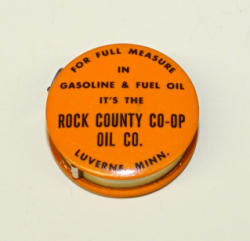 FOR FULL MEASURE
IN
GASOLINE & FUEL OIL
IT'S THE
ROCK COUNTY CO-OP
OIL CO.
LUVERNE, MINN.